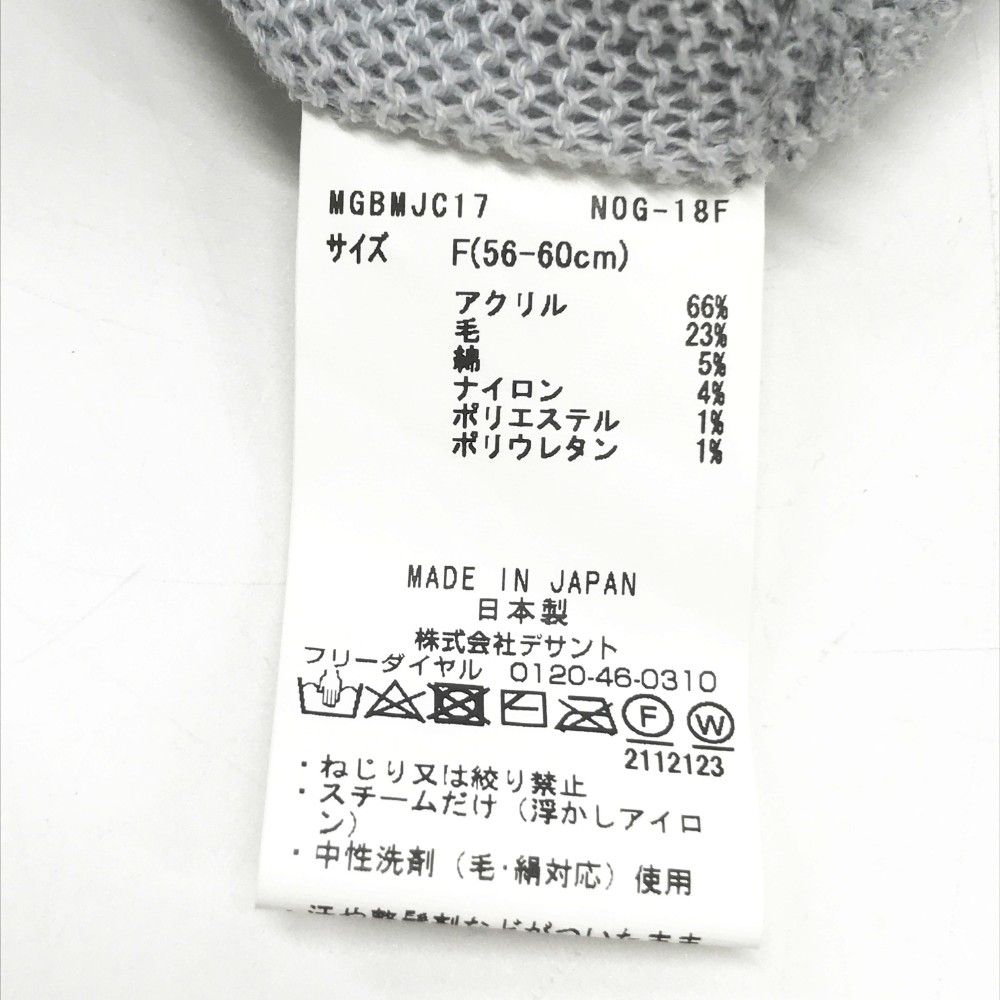 MGBMJC17 NOG-18F
サイズ F(56-60cm)
アクリル 66%
毛 23%
綿 5%
ナイロン 4%
ポリエステル 1%
ポリウレタン 1%
MADE IN JAPAN
日本製
株式会社デサント
フリーダイヤル 0120-46-0310
F W
2112123
・ねじり又は絞り禁止
・スチームだけ（浮かしアイロ
ン）
・中性洗剤（毛・絹対応）使用